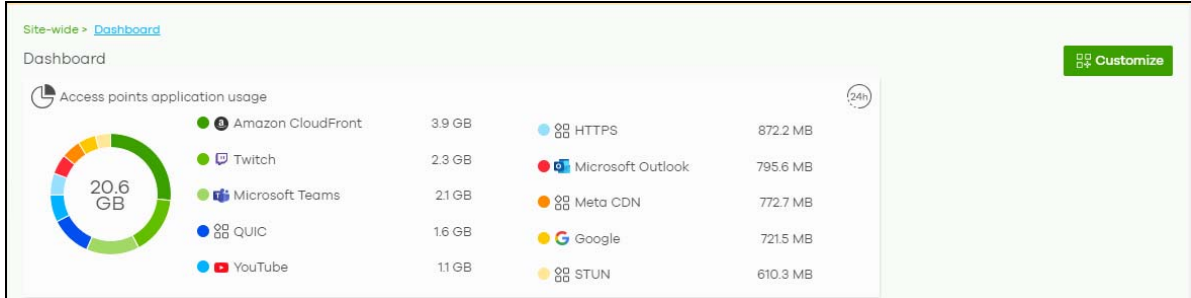 Site-wide > Dashboard
Dashboard
Customize
Access points application usage
24h
20.6
GB
Amazon CloudFront 3.9 GB
Twitch 2.3 GB
Microsoft Teams 2.1 GB
QUIC 1.6 GB
YouTube 1.1 GB
HTTPS 872.2 MB
Microsoft Outlook 795.6 MB
Meta CDN 772.7 MB
Google 721.5 MB
STUN 610.3 MB